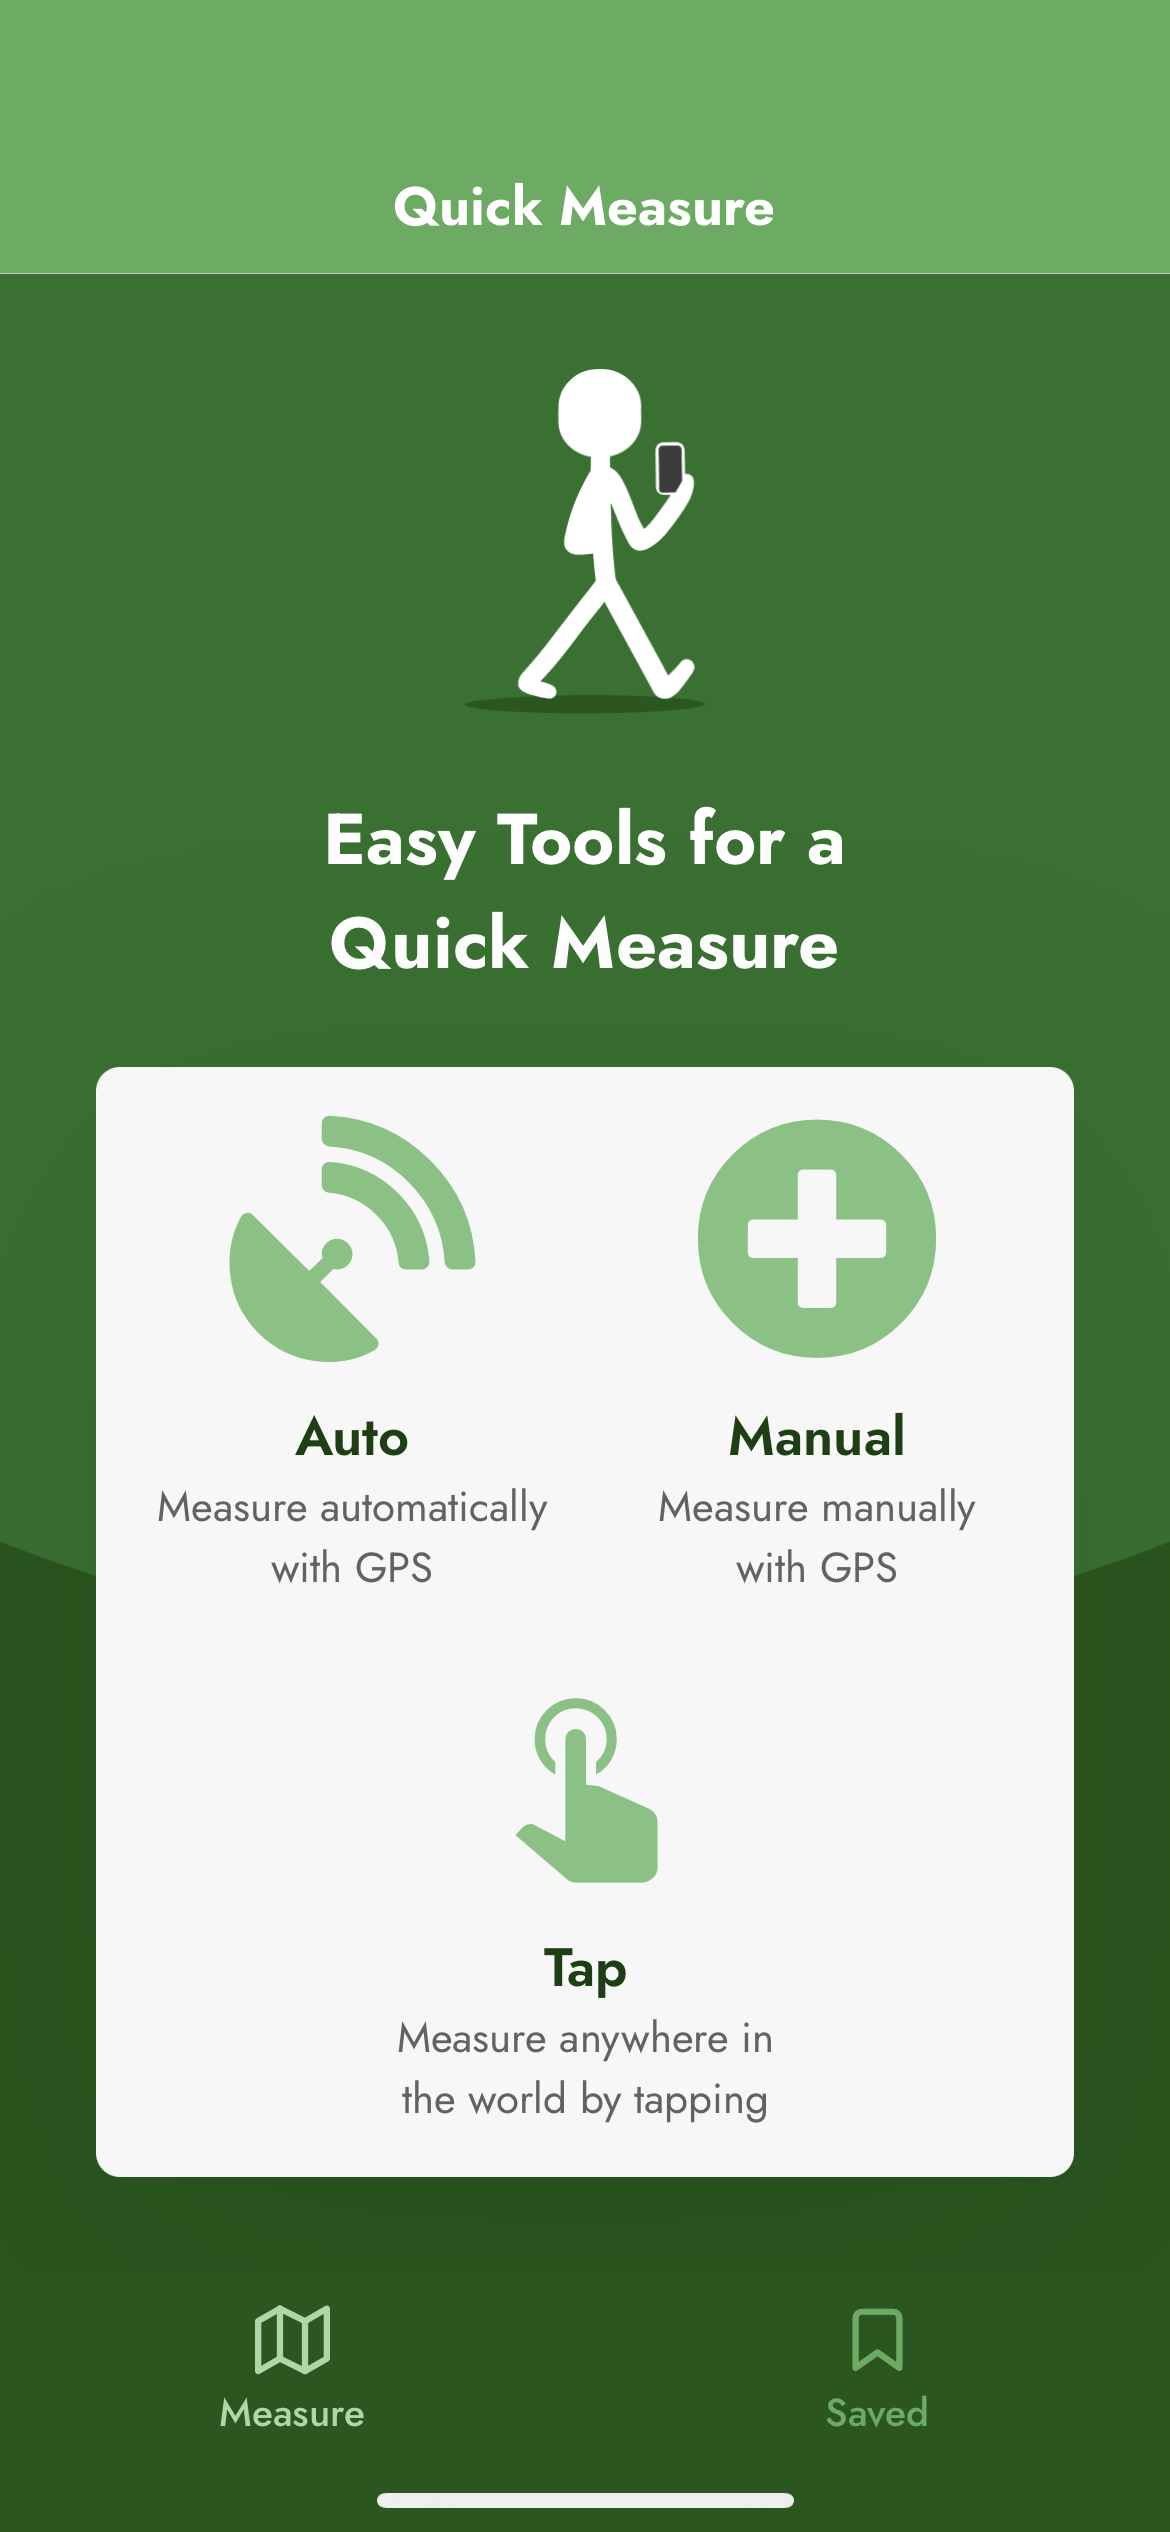 Quick Measure
Easy Tools for a
Quick Measure
Auto
Measure automatically
with GPS
Manual
Measure manually
with GPS
Tap
Measure anywhere in
the world by tapping
Measure
Saved